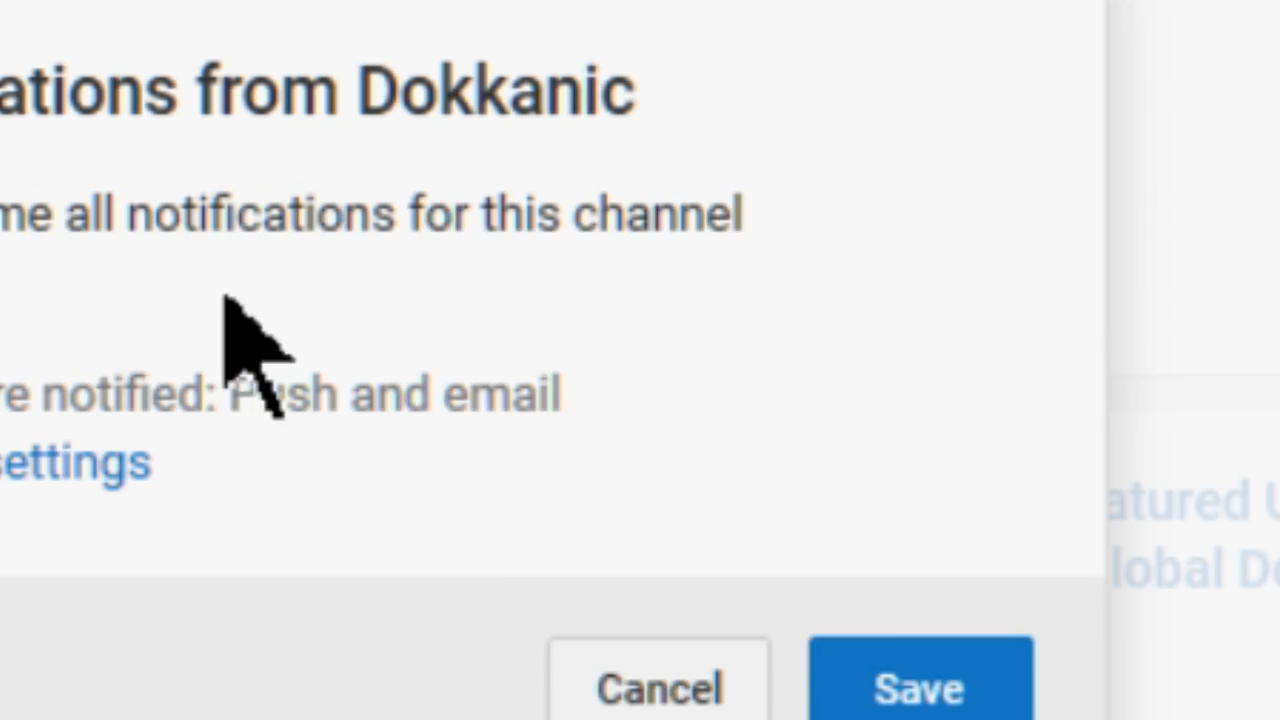 ations from Dokkanic
me all notifications for this channel
re notified: Push and email
settings
atured U
lobal De
Cancel
Save